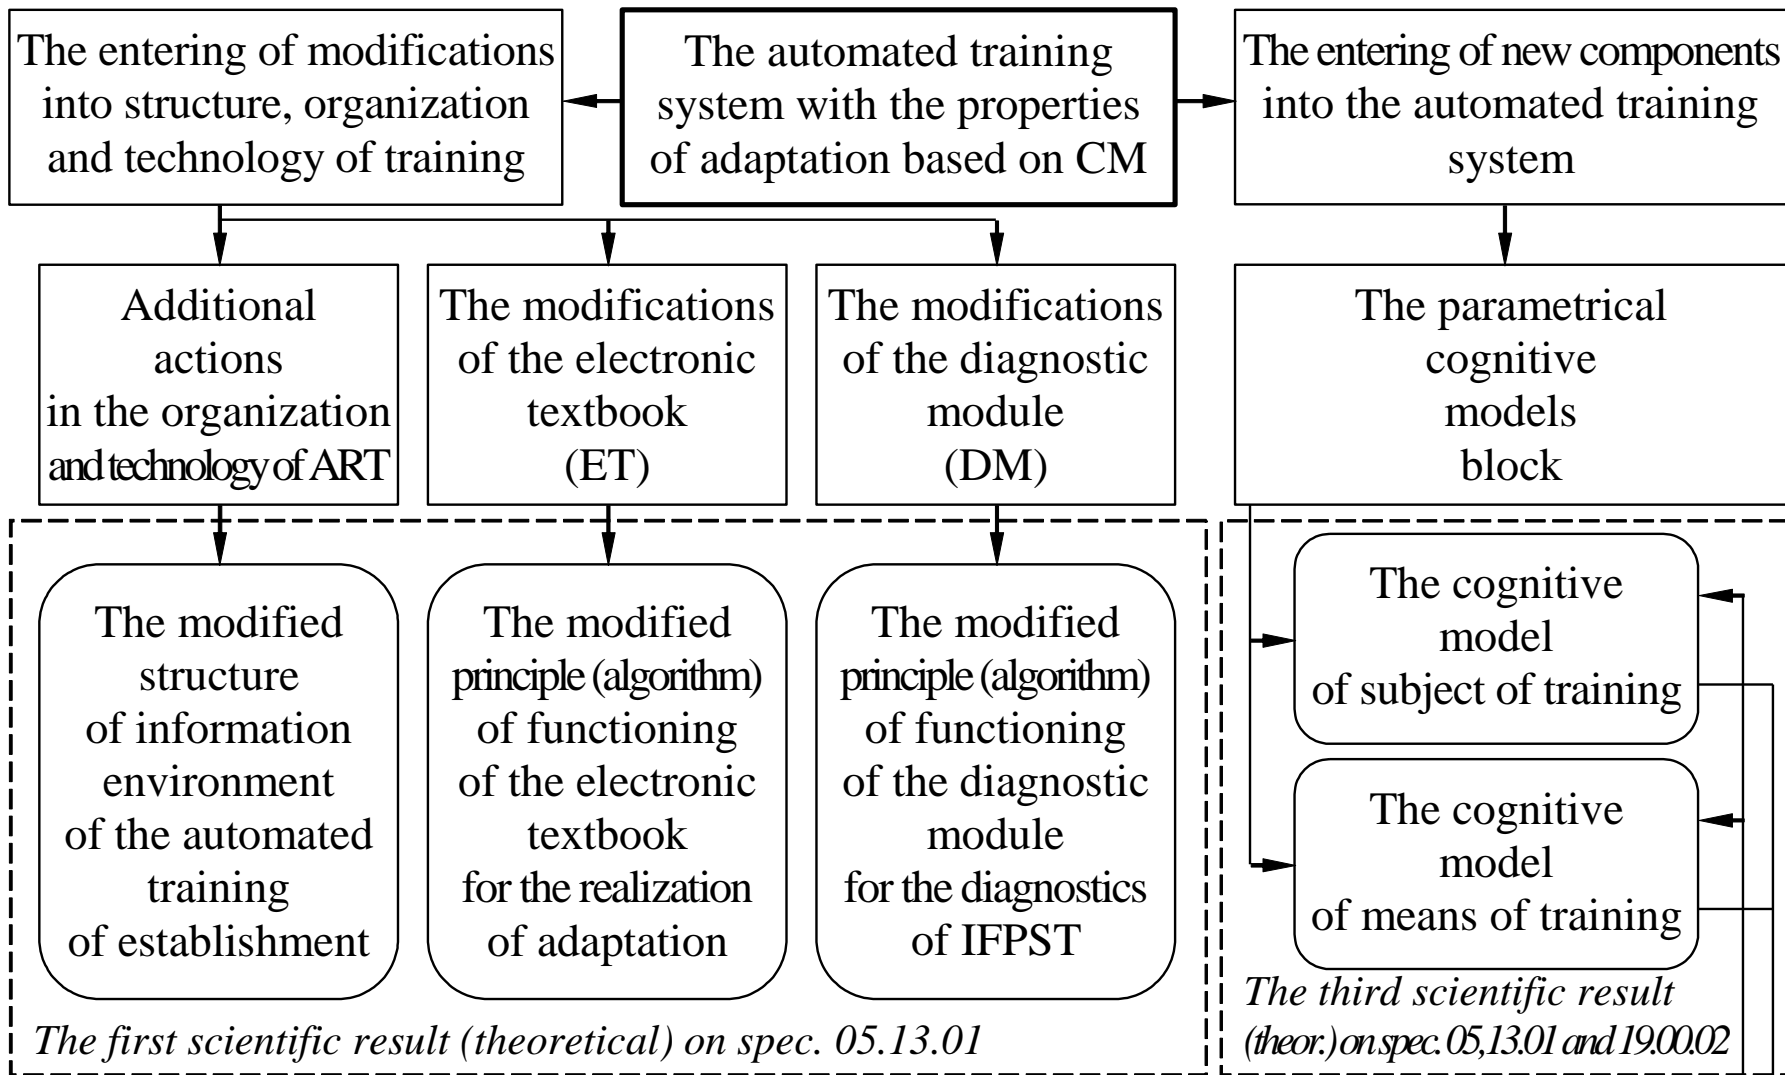 The entering of modifications
into structure, organization
and technology of training
The automated training
system with the properties
of adaptation based on CM
The entering of new components
into the automated training
system
Additional
actions
in the organization
and technology of ART
The modifications
of the electronic
textbook
(ET)
The modifications
of the diagnostic
module
(DM)
The parametrical
cognitive
models
block
The modified
structure
of information
environment
of the automated
training
of establishment
The modified
principle (algorithm)
of functioning
of the electronic
textbook
for the realization
of adaptation
The modified
principle (algorithm)
of functioning
of the diagnostic
module
for the diagnostics
of IFPST
The cognitive
model
of subject of training
The cognitive
model
of means of training
The first scientific result (theoretical) on spec. 05.13.01
The third scientific result
(theor.) on spec. 05,13.01 and 19.00.02